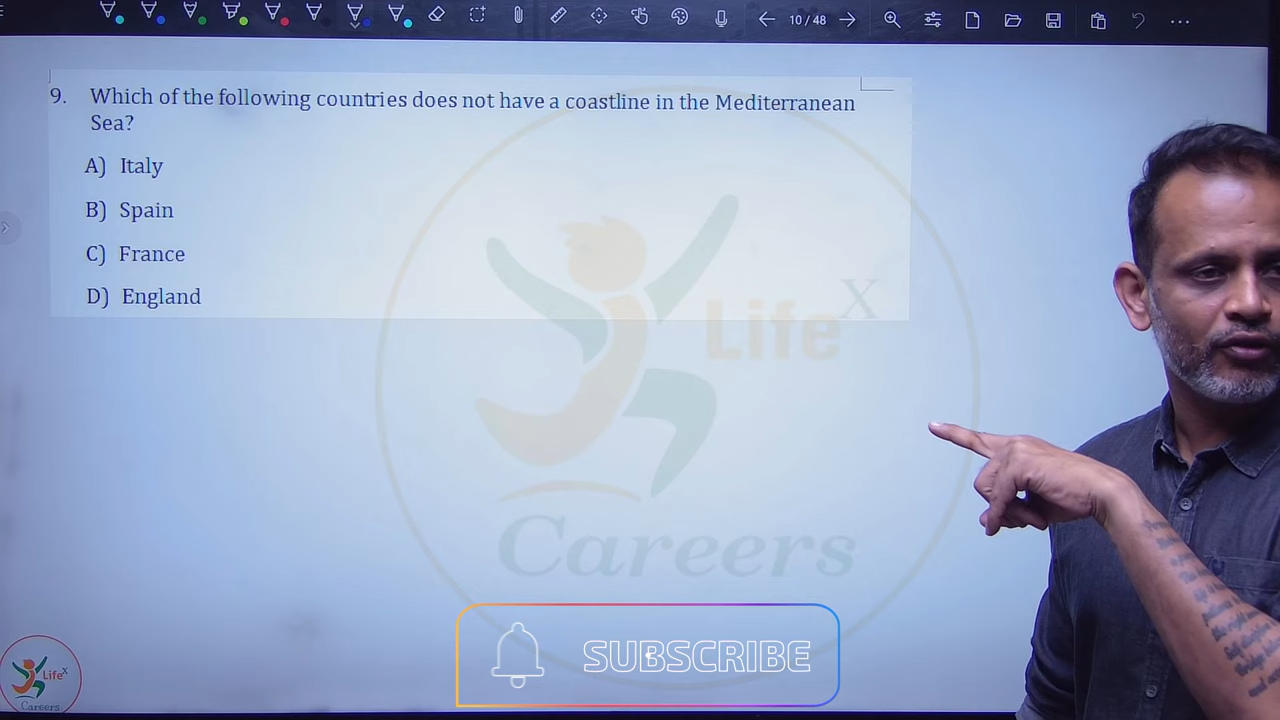 10 / 48
9. Which of the following countries does not have a coastline in the Mediterranean
Sea?
A) Italy
B) Spain
C) France
D) England
Life X
Careers
SUBSCRIBE
Life X
Careers